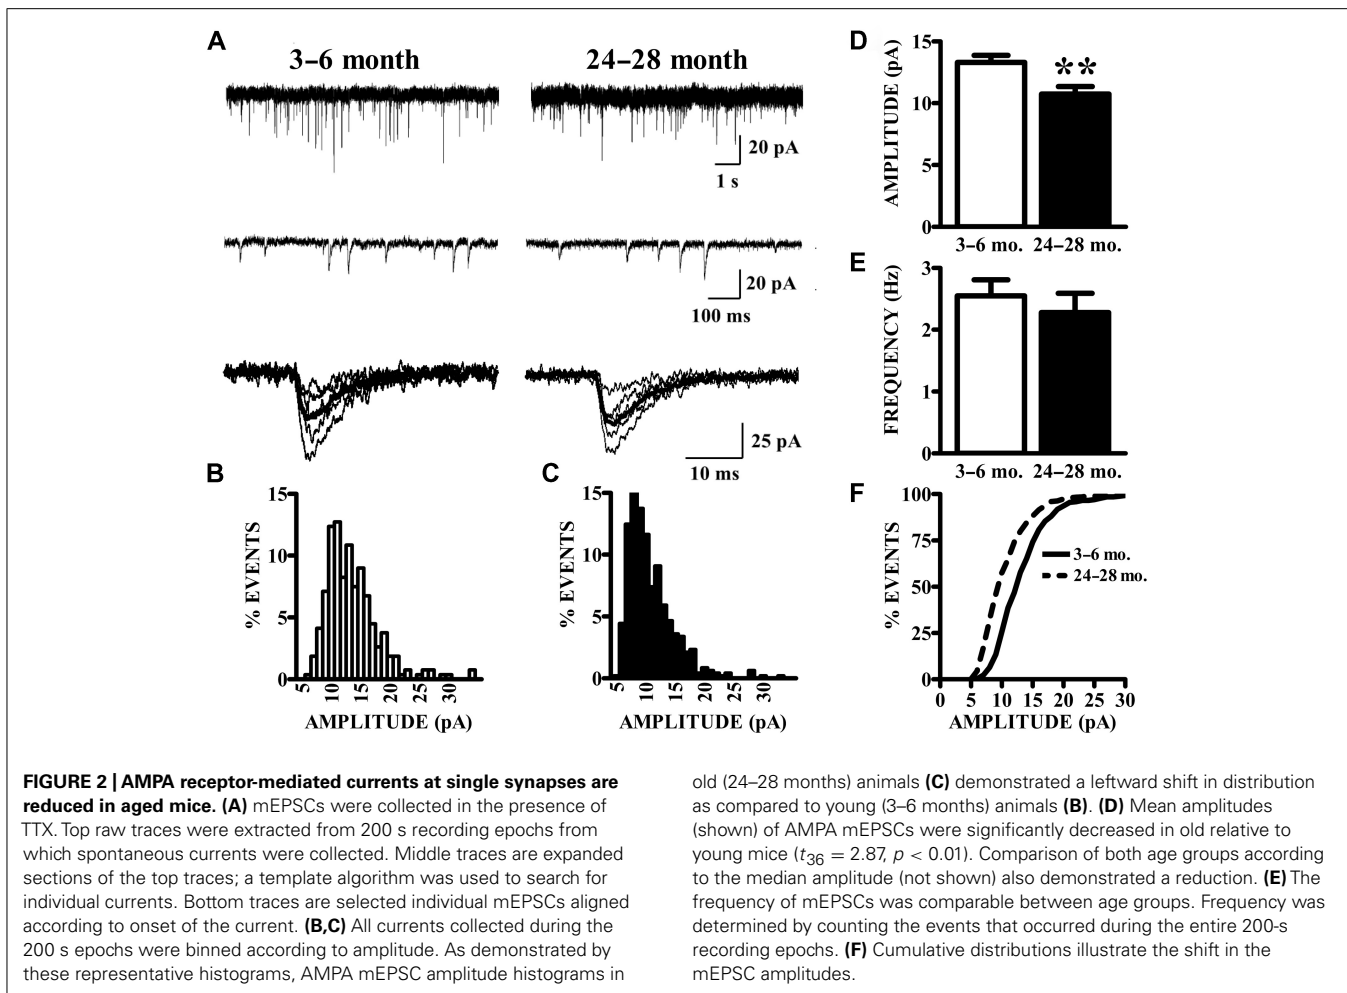 A
3–6 month
24–28 month
20 pA
1 s
20 pA
100 ms
25 pA
10 ms
B
15
10
5
0
% EVENTS
5 10 15 20 25 30
AMPLITUDE (pA)
C
15
10
5
0
% EVENTS
5 10 15 20 25 30
AMPLITUDE (pA)
D
15
10
5
0
AMPLITUDE (pA)
**
3–6 mo. 24–28 mo.
E
3
2
1
0
FREQUENCY (Hz)
3–6 mo. 24–28 mo.
F
100
75
50
25
0
% EVENTS
3–6 mo.
24–28 mo.
0 5 10 15 20 25 30
AMPLITUDE (pA)
FIGURE 2 | AMPA receptor-mediated currents at single synapses are
reduced in aged mice. (A) mEPSCs were collected in the presence of
TTX. Top raw traces were extracted from 200 s recording epochs from
which spontaneous currents were collected. Middle traces are expanded
sections of the top traces; a template algorithm was used to search for
individual currents. Bottom traces are selected individual mEPSCs aligned
according to onset of the current. (B,C) All currents collected during the
200 s epochs were binned according to amplitude. As demonstrated by
these representative histograms, AMPA mEPSC amplitude histograms in
old (24–28 months) animals (C) demonstrated a leftward shift in distribution
as compared to young (3–6 months) animals (B). (D) Mean amplitudes
(shown) of AMPA mEPSCs were significantly decreased in old relative to
young mice (t36 = 2.87, p < 0.01). Comparison of both age groups according
to the median amplitude (not shown) also demonstrated a reduction. (E) The
frequency of mEPSCs was comparable between age groups. Frequency was
determined by counting the events that occurred during the entire 200-s
recording epochs. (F) Cumulative distributions illustrate the shift in the
mEPSC amplitudes.